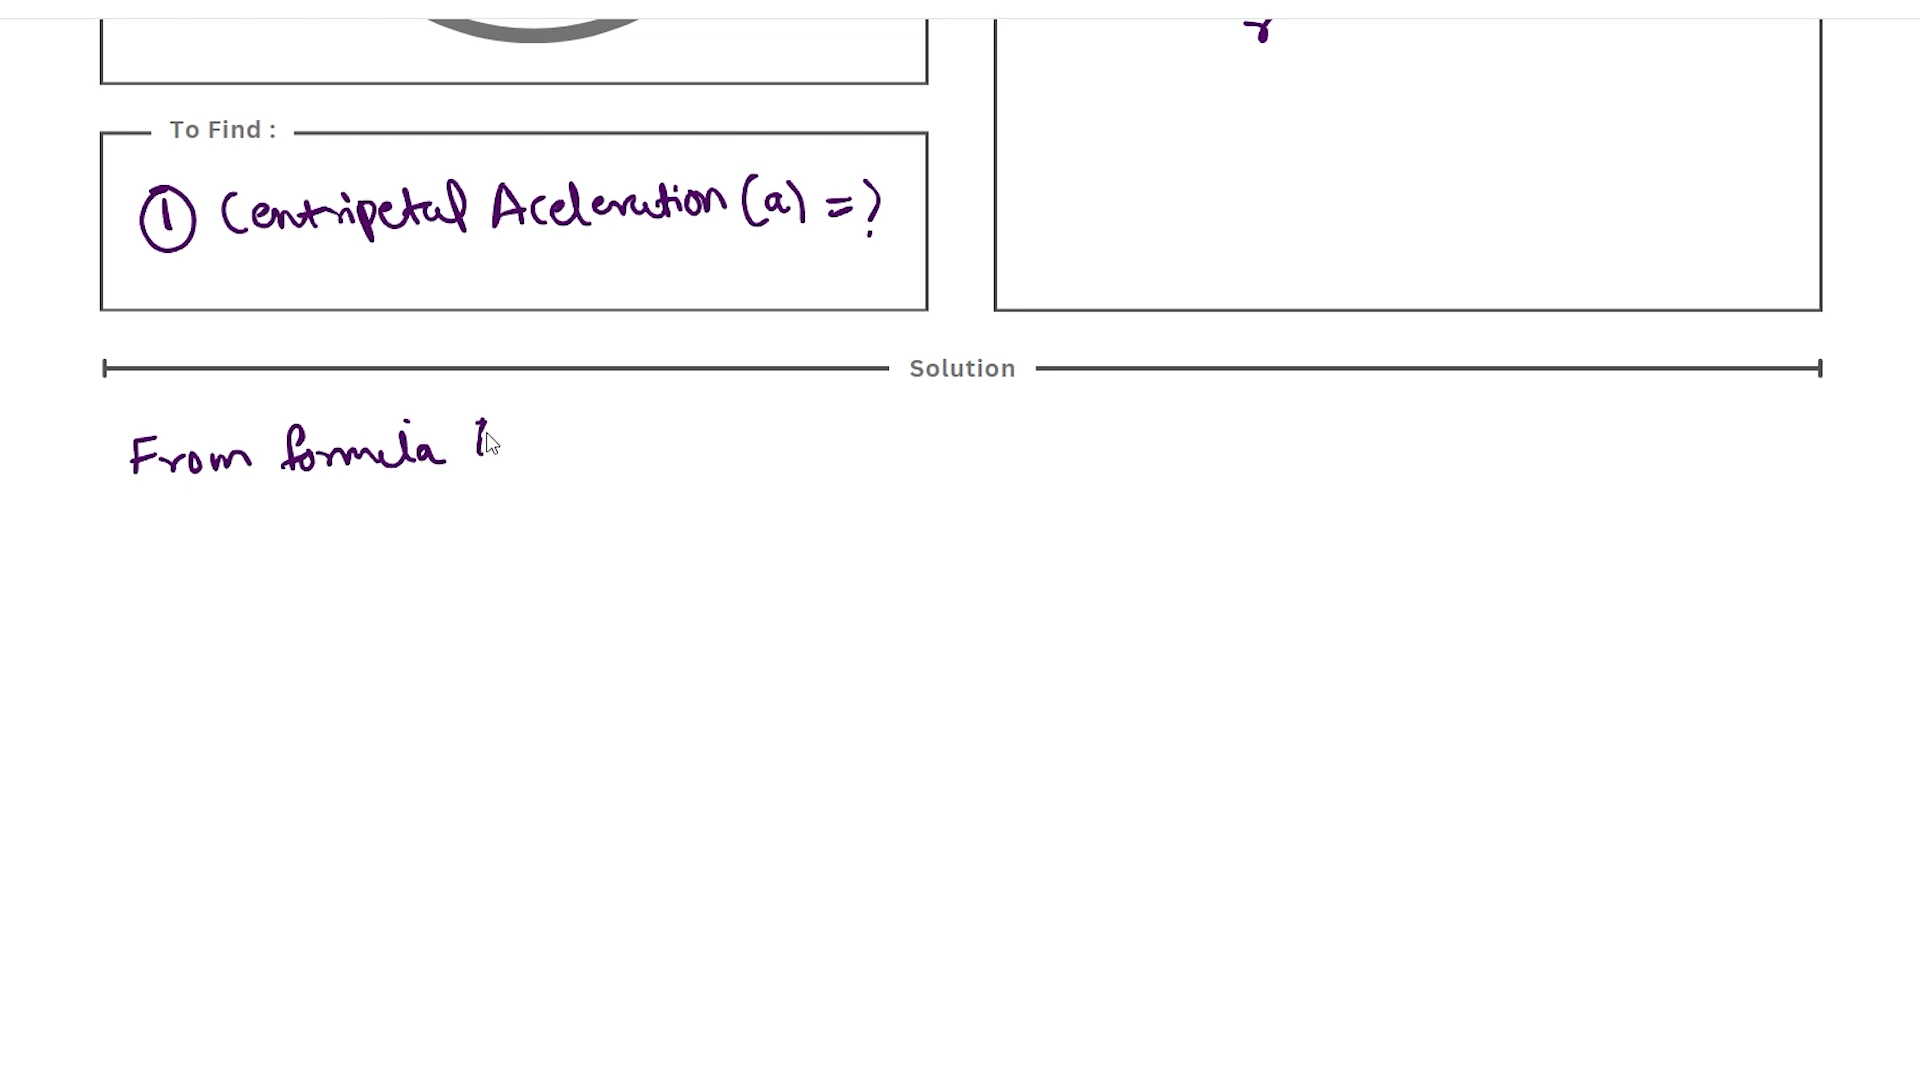 r
To Find :
① Centripetal Aceleration (a) = ?
Solution
From formula